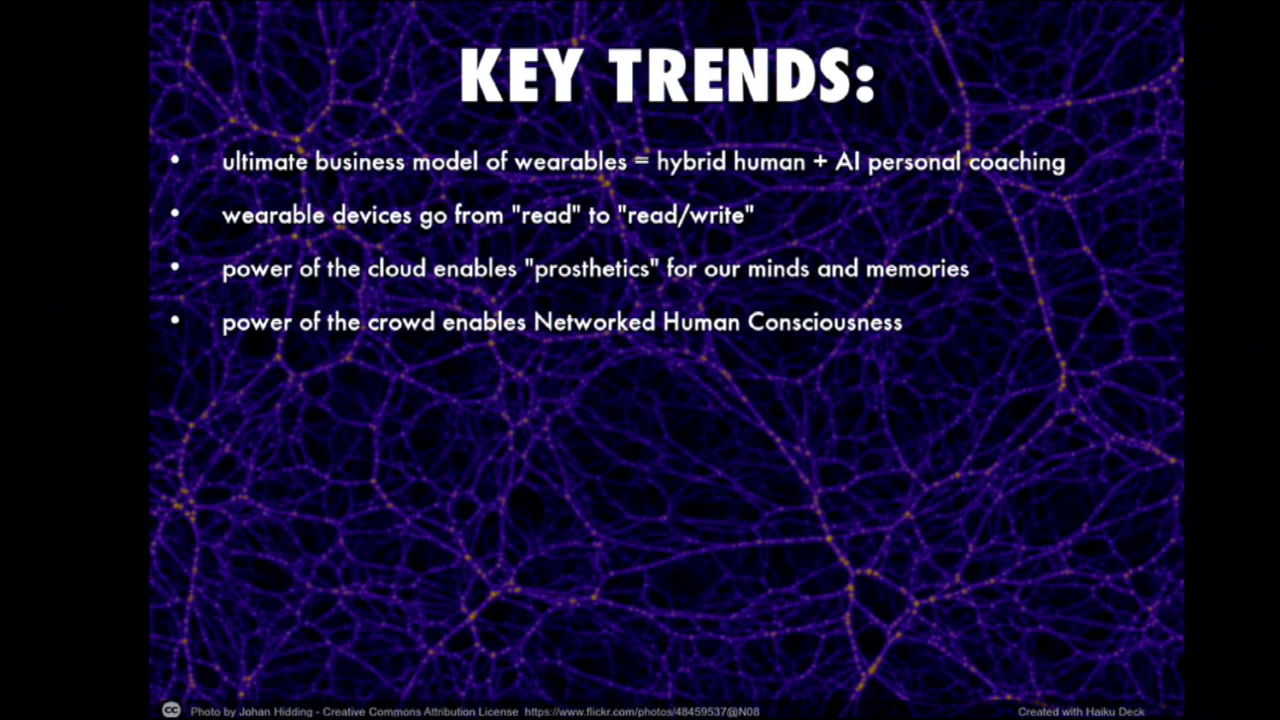 KEY TRENDS:
• ultimate business model of wearables = hybrid human + AI personal coaching
• wearable devices go from "read" to "read/write"
• power of the cloud enables "prosthetics" for our minds and memories
• power of the crowd enables Networked Human Consciousness
cc Photo by Johan Hidding - Creative Commons Attribution License https://www.flickr.com/photos/48459537@N08
Created with Haiku Deck